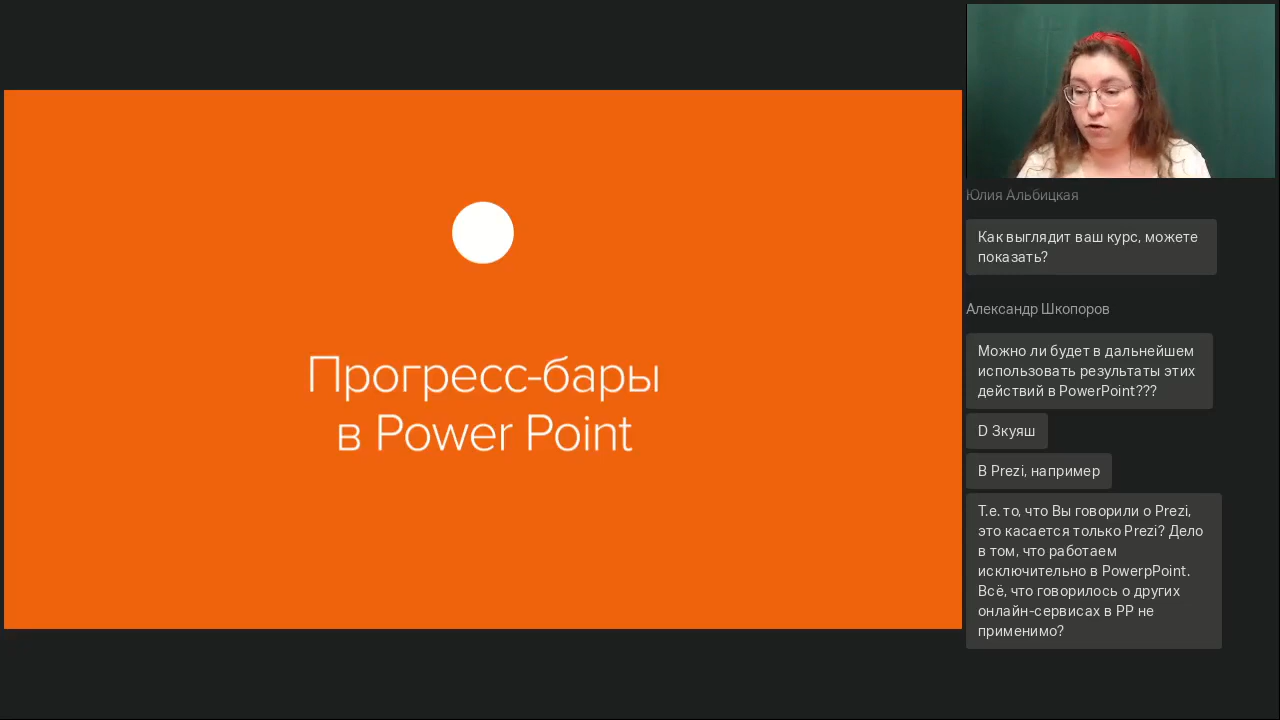 Прогресс-бары
в Power Point
Юлия Альбицкая
Как выглядит ваш курс, можете
показать?
Александр Шкопоров
Можно ли будет в дальнейшем
использовать результаты этих
действий в PowerPoint???
D Зкуяш
В Prezi, например
Т.е. то, что Вы говорили о Prezi,
это касается только Prezi? Дело
в том, что работаем
исключительно в PowerpPoint.
Всё, что говорилось о других
онлайн-сервисах в PP не
применимо?